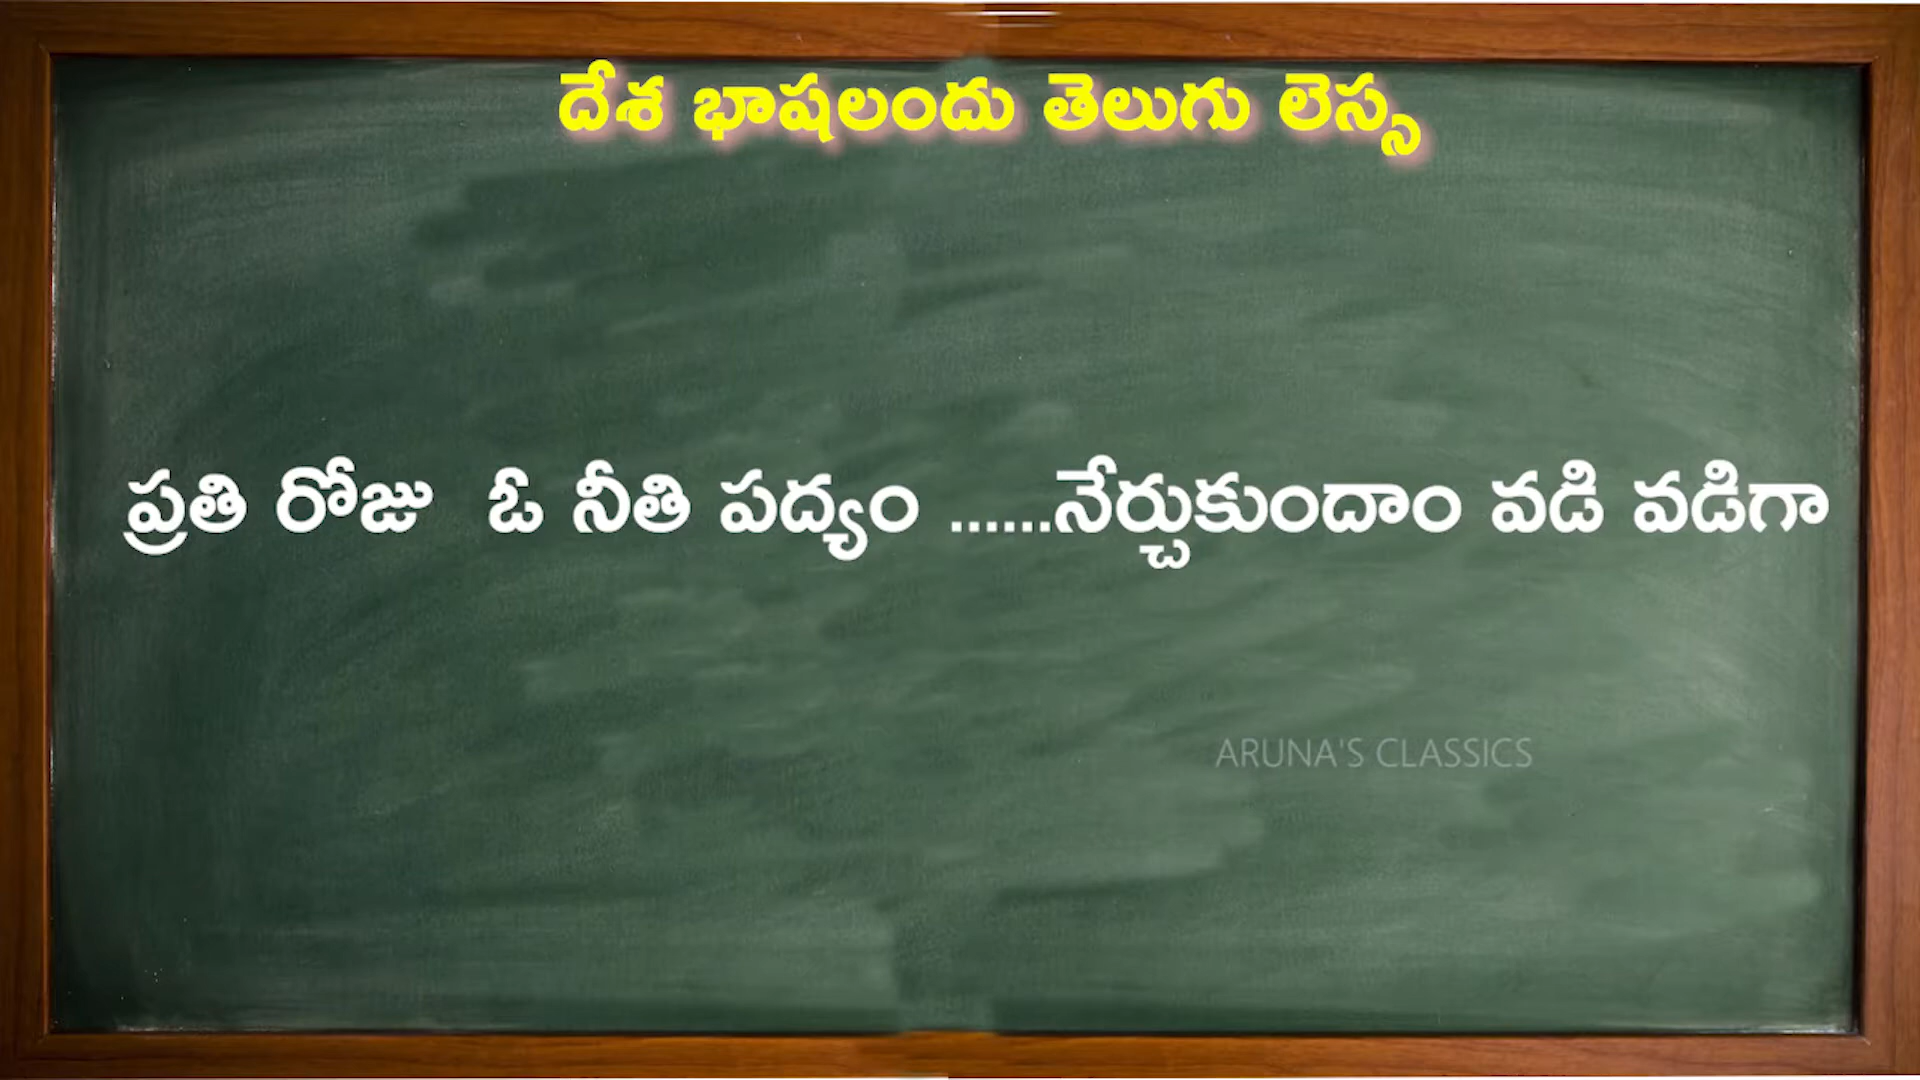 దేశ భాషలందు తెలుగు లెస్స
ప్రతి రోజు ఓ నీతి పద్యం ......నేర్చుకుందాం వడి వడిగా
ARUNA'S CLASSICS